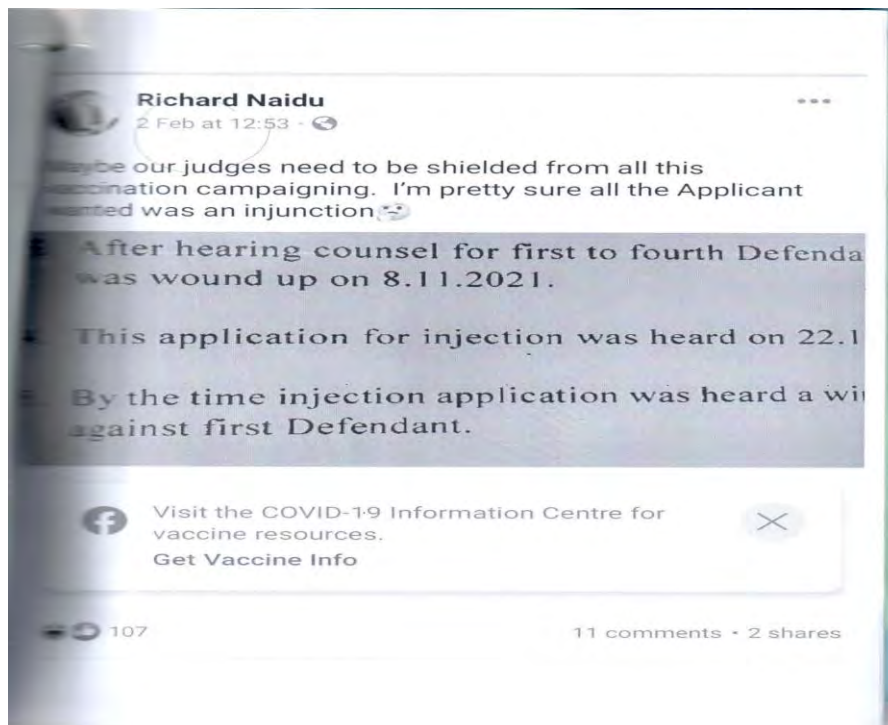 Richard Naidu
2 Feb at 12:53 ·
our judges need to be shielded from all this
campaigning. I'm pretty sure all the Applicant
was an injunction
After hearing counsel for first to fourth Defenda
was wound up on 8.11.2021.
This application for injection was heard on 22.1
By the time injection application was heard a wi
against first Defendant.
Visit the COVID-19 Information Centre for
vaccine resources.
Get Vaccine Info
107
11 comments · 2 shares